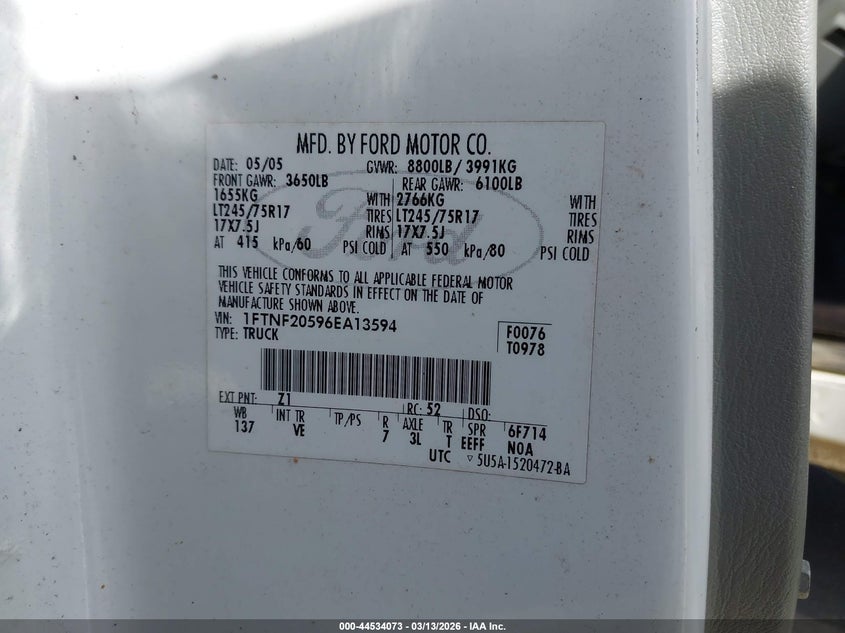 MFD. BY FORD MOTOR CO.
DATE: 05/05 GVWR: 8800LB/ 3991KG
FRONT GAWR: 3650LB REAR GAWR: 6100LB
1655KG WITH 2766KG WITH
LT245/75R17 TIRES LT245/75R17 TIRES
17X7.5J RIMS 17X7.5J RIMS
AT 415 kPa/60 PSI COLD AT 550 kPa/80 PSI COLD
Ford
THIS VEHICLE CONFORMS TO ALL APPLICABLE FEDERAL MOTOR
VEHICLE SAFETY STANDARDS IN EFFECT ON THE DATE OF
MANUFACTURE SHOWN ABOVE.
VIN: 1FTNF20596EA13594 F0076
TYPE: TRUCK T0978
EXT PNT: Z1 RC: 52 DSO:
WB INT TR TP/PS R AXLE TR SPR 6F714
137 VE 7 3L T EEFF N0A
UTC ▿ 5U5A-1520472-BA
000-44534073 — 03/13/2026 — IAA Inc.